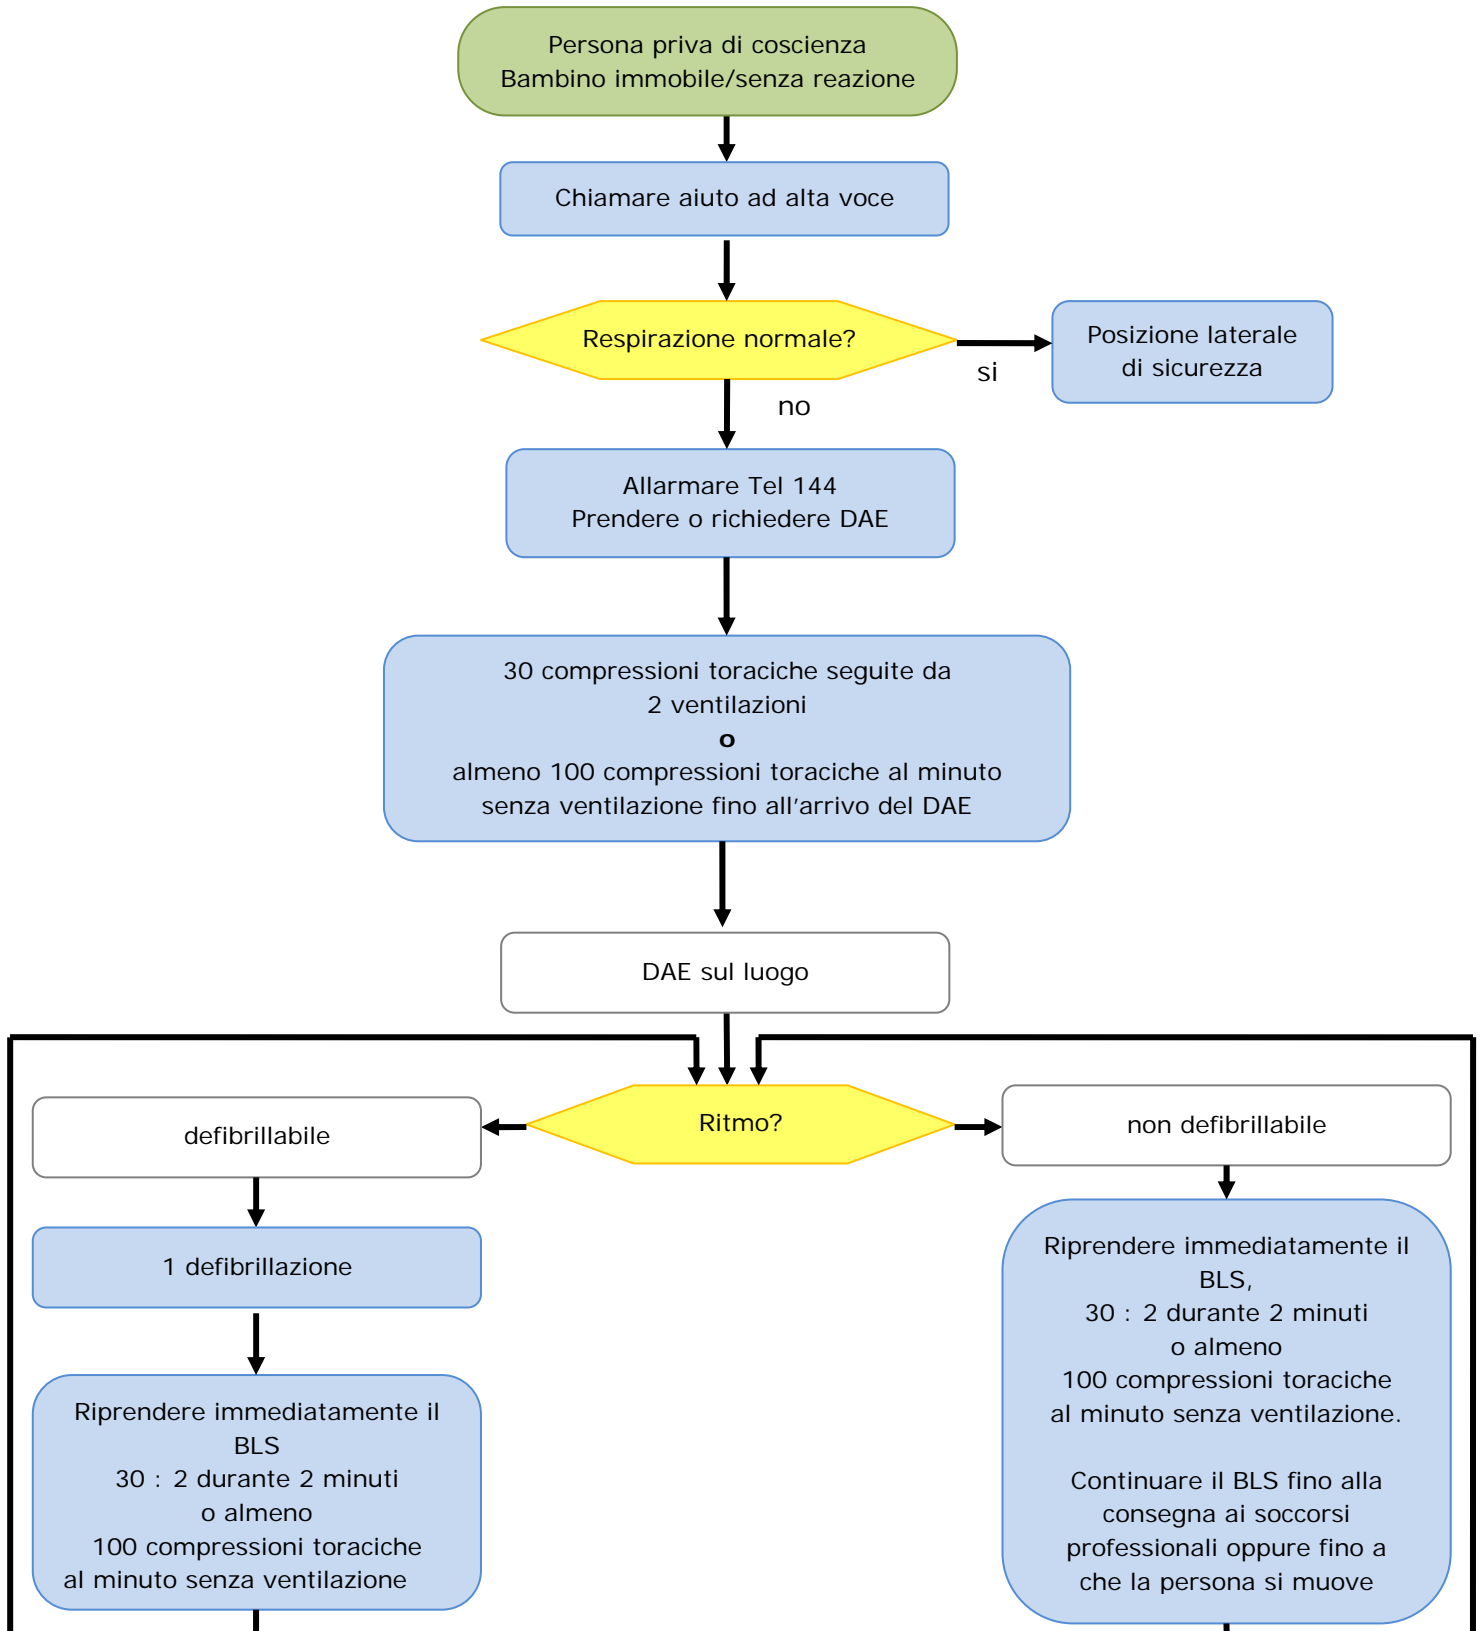 Persona priva di coscienza
Bambino immobile/senza reazione
Chiamare aiuto ad alta voce
Respirazione normale?
si
Posizione laterale
di sicurezza
no
Allarmare Tel 144
Prendere o richiedere DAE
30 compressioni toraciche seguite da
2 ventilazioni
o
almeno 100 compressioni toraciche al minuto
senza ventilazione fino all’arrivo del DAE
DAE sul luogo
Ritmo?
defibrillabile
1 defibrillazione
Riprendere immediatamente il
BLS
30 : 2 durante 2 minuti
o almeno
100 compressioni toraciche
al minuto senza ventilazione
non defibrillabile
Riprendere immediatamente il
BLS,
30 : 2 durante 2 minuti
o almeno
100 compressioni toraciche
al minuto senza ventilazione.
Continuare il BLS fino alla
consegna ai soccorsi
professionali oppure fino a
che la persona si muove